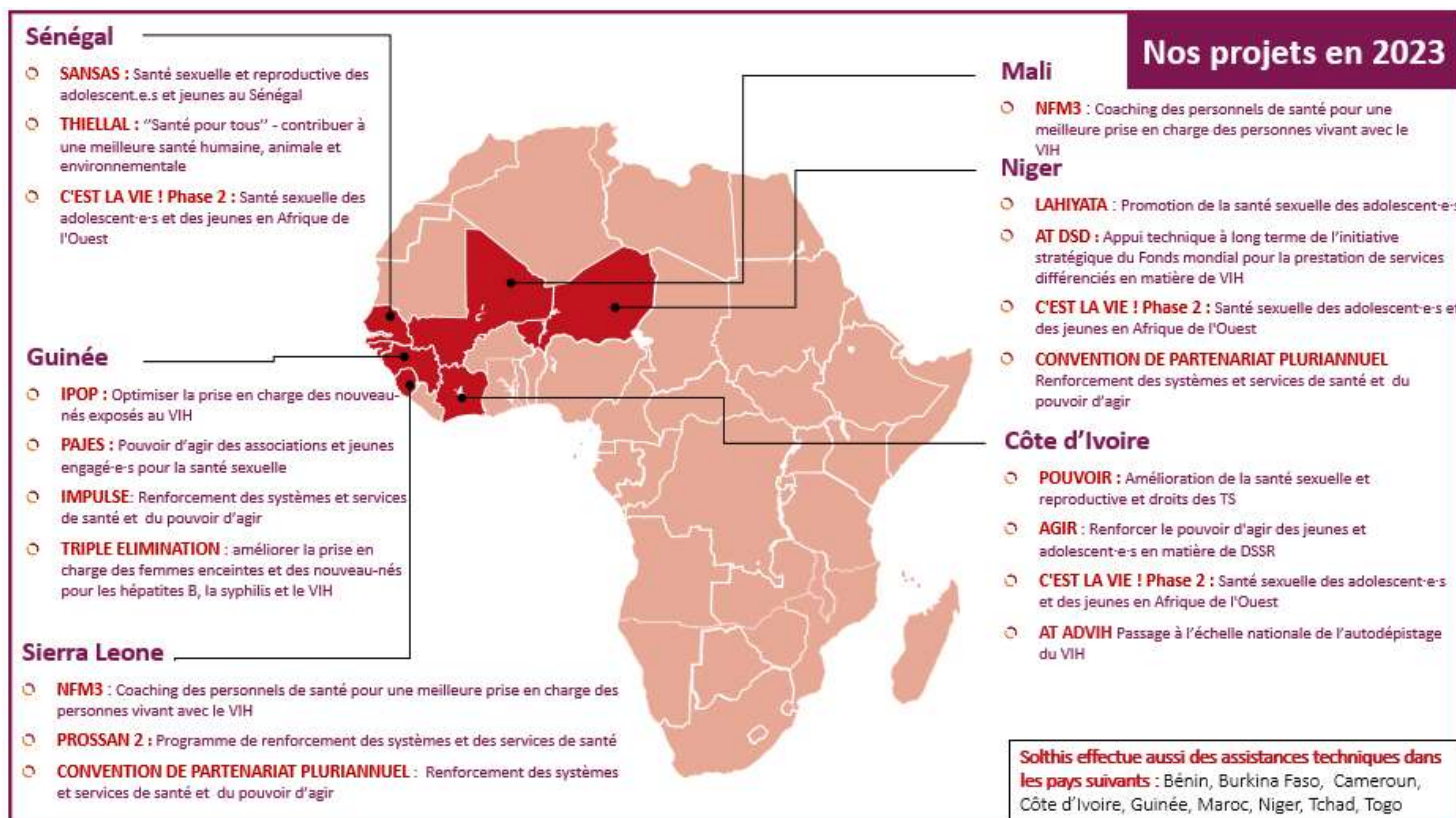 Nos projets en 2023
Sénégal
SANSAS : Santé sexuelle et reproductive des
adolescent.e.s et jeunes au Sénégal
THIELLAL : "Santé pour tous" - contribuer à
une meilleure santé humaine, animale et
environnementale
C'EST LA VIE ! Phase 2 : Santé sexuelle des
adolescent·e·s et des jeunes en Afrique de
l'Ouest
Guinée
IPOP : Optimiser la prise en charge des nouveau-
nés exposés au VIH
PAJES : Pouvoir d'agir des associations et jeunes
engagé·e·s pour la santé sexuelle
IMPULSE: Renforcement des systèmes et services
de santé et du pouvoir d'agir
TRIPLE ELIMINATION : améliorer la prise en
charge des femmes enceintes et des nouveau-nés
pour les hépatites B, la syphilis et le VIH
Sierra Leone
NFM3 : Coaching des personnels de santé pour une meilleure prise en charge des
personnes vivant avec le VIH
PROSSAN 2 : Programme de renforcement des systèmes et des services de santé
CONVENTION DE PARTENARIAT PLURIANNUEL : Renforcement des systèmes
et services de santé et du pouvoir d'agir
Mali
NFM3 : Coaching des personnels de santé pour une
meilleure prise en charge des personnes vivant avec le
VIH
Niger
LAHIYATA : Promotion de la santé sexuelle des adolescent·e·s
AT DSD : Appui technique à long terme de l'initiative
stratégique du Fonds mondial pour la prestation de services
différenciés en matière de VIH
C'EST LA VIE ! Phase 2 : Santé sexuelle des adolescent·e·s et
des jeunes en Afrique de l'Ouest
CONVENTION DE PARTENARIAT PLURIANNUEL
Renforcement des systèmes et services de santé et du
pouvoir d'agir
Côte d'Ivoire
POUVOIR : Amélioration de la santé sexuelle et
reproductive et droits des TS
AGIR : Renforcer le pouvoir d'agir des jeunes et
adolescent·e·s en matière de DSSR
C'EST LA VIE ! Phase 2 : Santé sexuelle des adolescent·e·s
et des jeunes en Afrique de l'Ouest
AT ADVIH Passage à l'échelle nationale de l'autodépistage
du VIH
Solthis effectue aussi des assistances techniques dans
les pays suivants : Bénin, Burkina Faso, Cameroun,
Côte d'Ivoire, Guinée, Maroc, Niger, Tchad, Togo